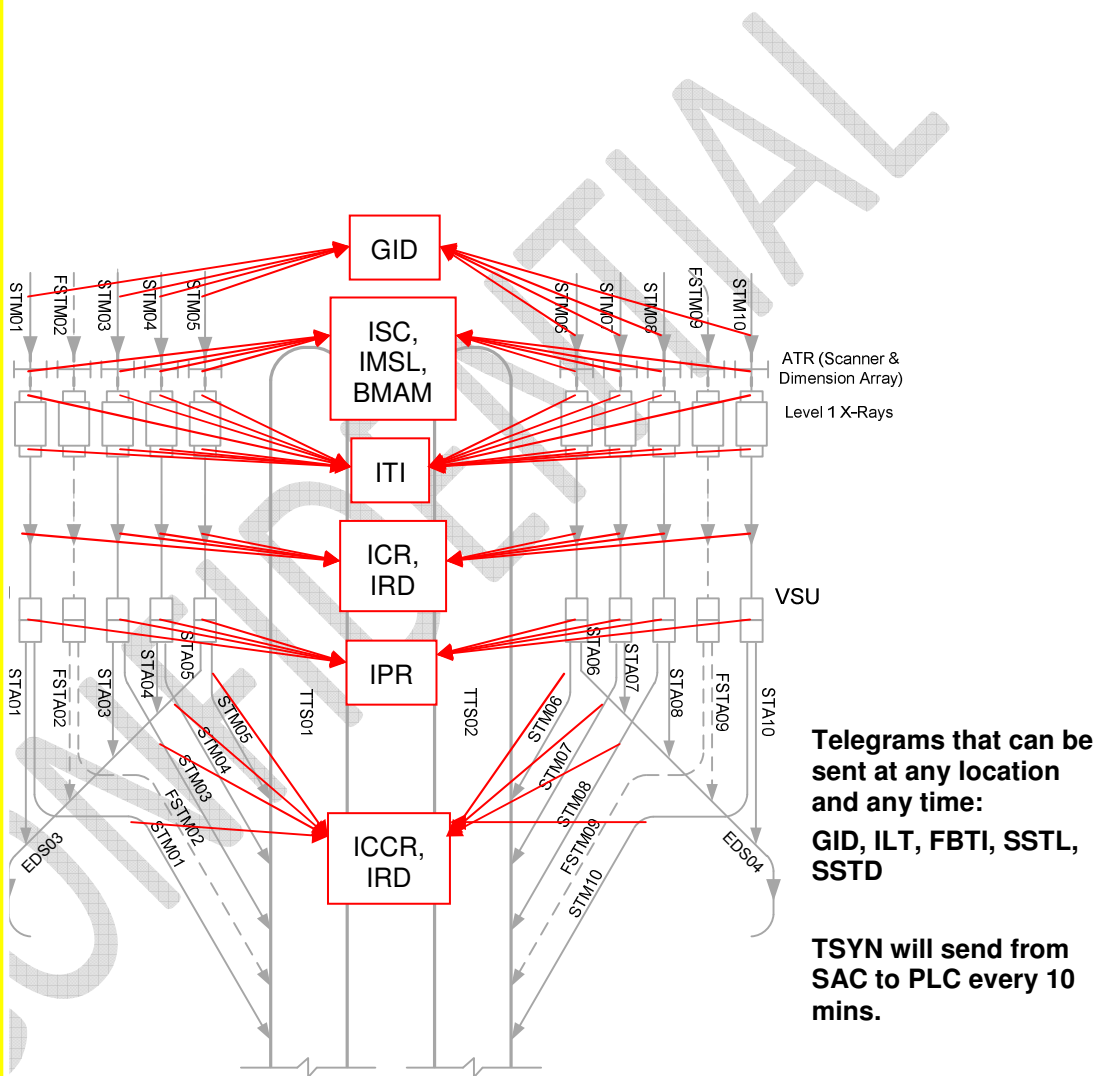 CONFIDENTIAL
GID
STM01
FSTM02
STM03
STM04
STM05
STM06
STM07
STM08
FSTM09
STM10
ISC,
IMSL,
BMAM
ATR (Scanner &
Dimension Array)
Level 1 X-Rays
ITI
ICR,
IRD
VSU
IPR
STA01
FSTA02
STA03
STA04
STA05
STM05
STM04
STM03
FSTM02
STM01
EDS03
TTS01
TTS02
STA06
STA07
STA08
FSTA09
STA10
STM06
STM07
STM08
FSTM09
STM10
EDS04
ICCR,
IRD
Telegrams that can be
sent at any location
and any time:
GID, ILT, FBTI, SSTL,
SSTD
TSYN will send from
SAC to PLC every 10
mins.